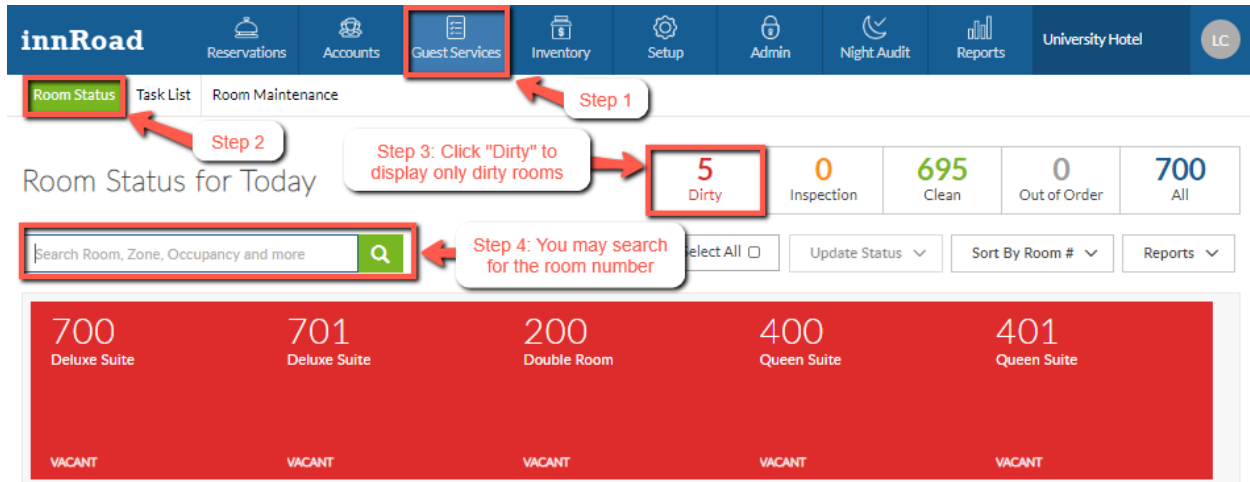 innRoad
Reservations
Accounts
Guest Services
Inventory
Setup
Admin
Night Audit
Reports
University Hotel
LC
Room Status
Task List
Room Maintenance
Step 1
Step 2
Step 3: Click "Dirty" to
display only dirty rooms
Room Status for Today
5
Dirty
0
Inspection
695
Clean
0
Out of Order
700
All
Search Room, Zone, Occupancy and more
Step 4: You may search
for the room number
Select All
Update Status
Sort By Room #
Reports
700
Deluxe Suite
VACANT
701
Deluxe Suite
VACANT
200
Double Room
VACANT
400
Queen Suite
VACANT
401
Queen Suite
VACANT